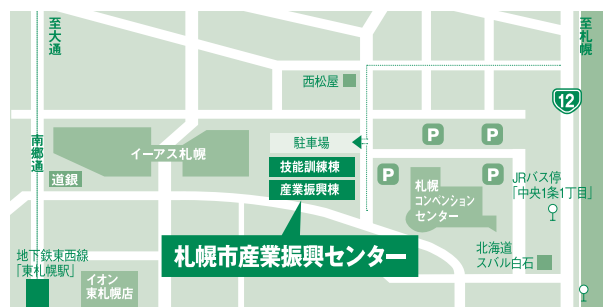 至大通
至札幌
西松屋
12
南郷通
イーアス札幌
駐車場
P
P
技能訓練棟
道銀
産業振興棟
P
P
札幌
コンベンション
センター
JRバス停
「中央1条1丁目」
札幌市産業振興センター
地下鉄東西線
「東札幌駅」
北海道
スバル白石
イオン
東札幌店